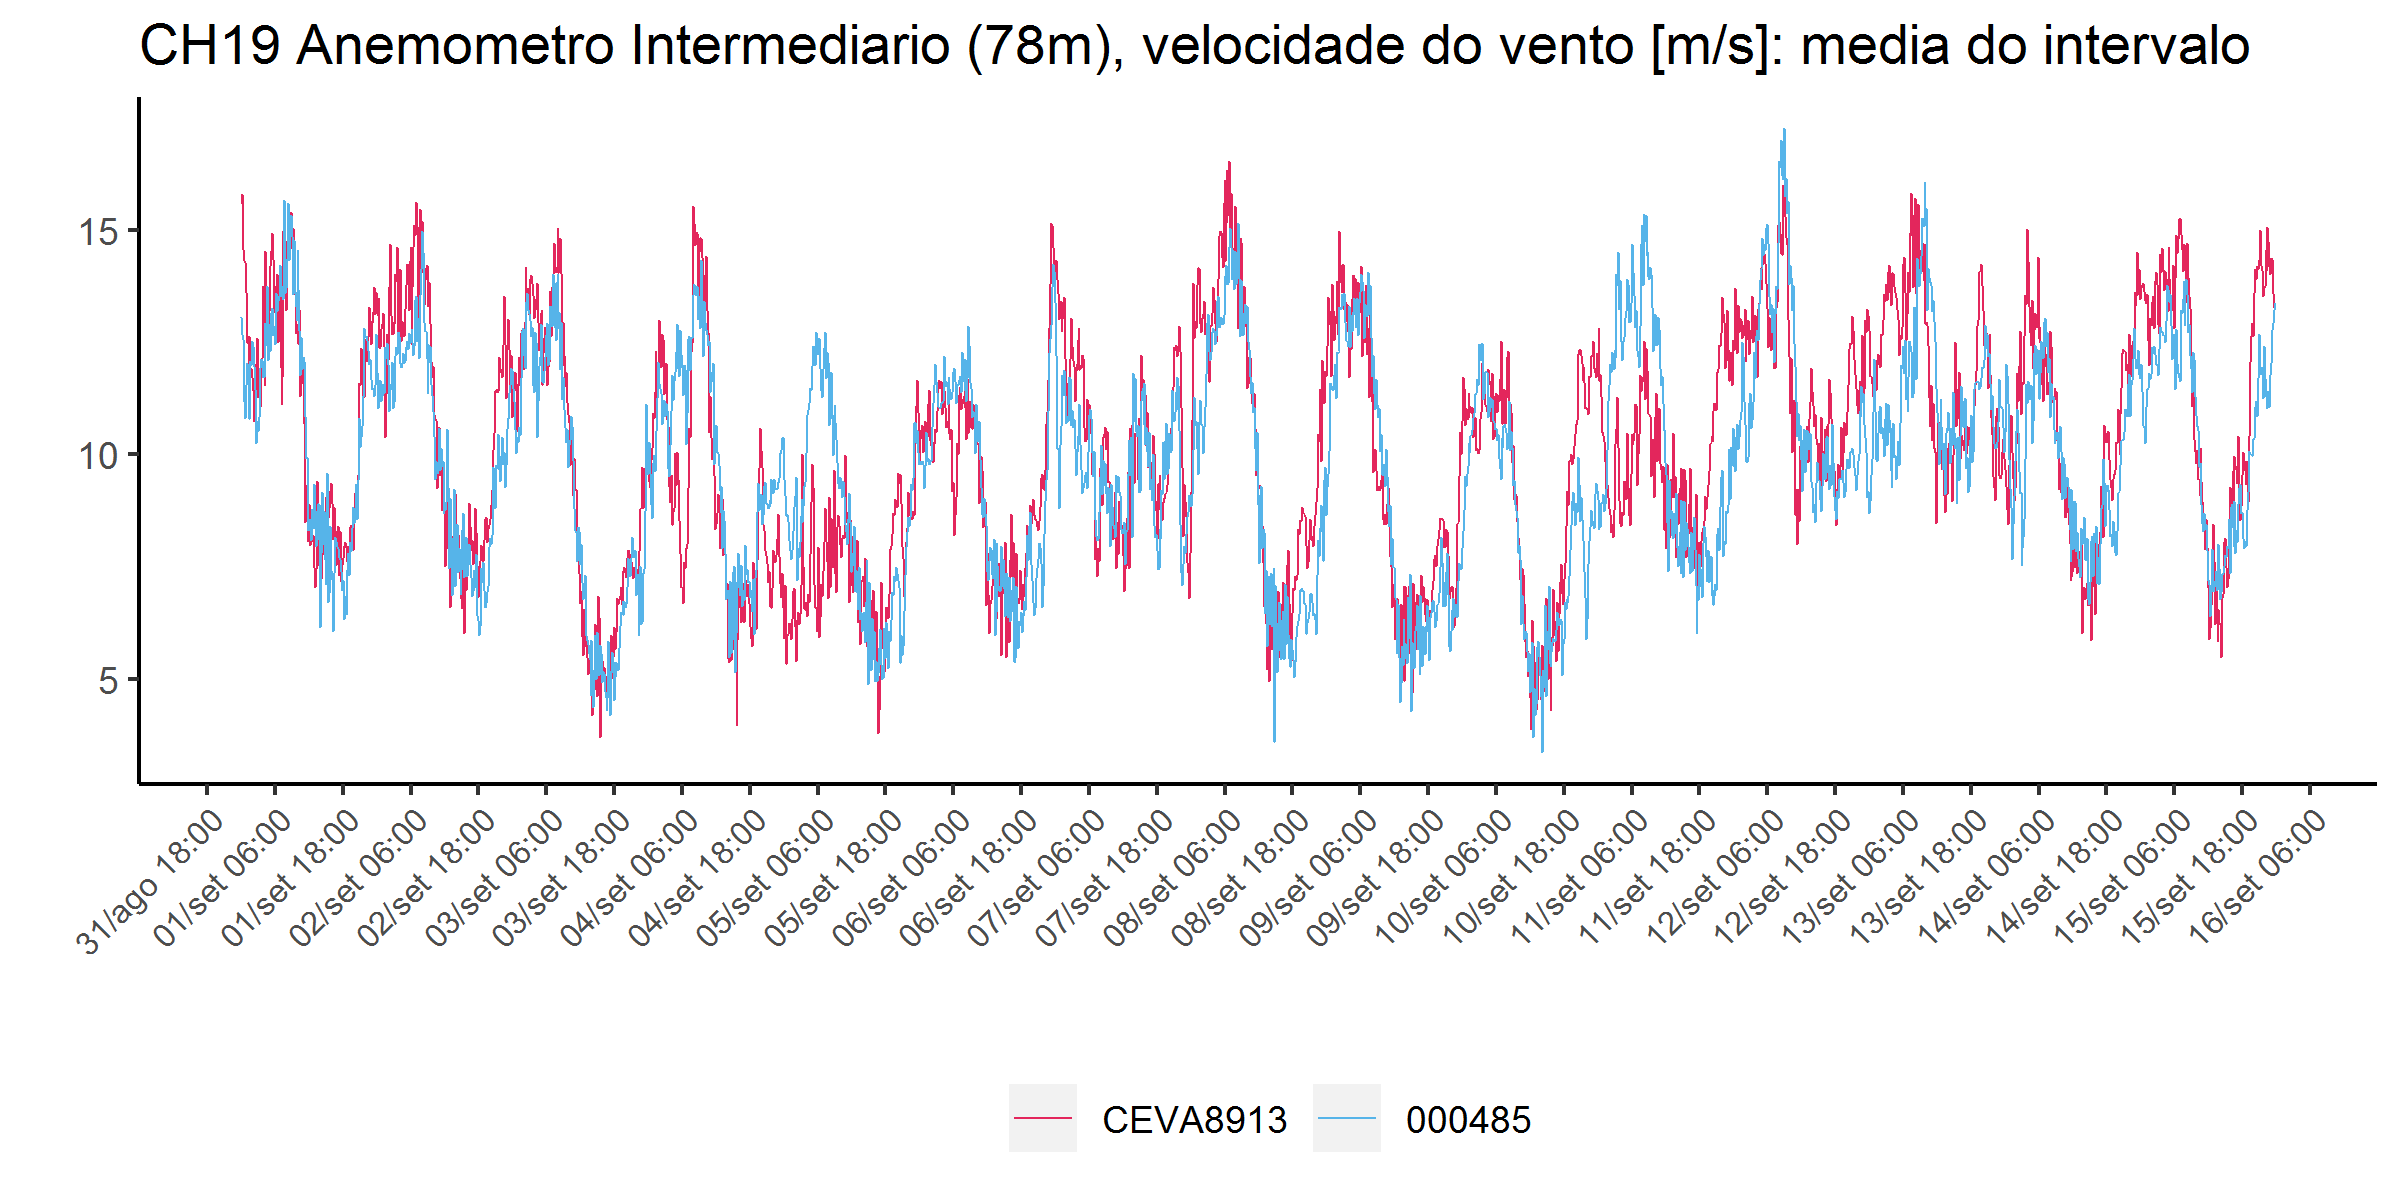 CH19 Anemometro Intermediario (78m), velocidade do vento [m/s]: media do intervalo
15
10
5
31/ago 18:00
01/set 06:00
01/set 18:00
02/set 06:00
02/set 18:00
03/set 06:00
03/set 18:00
04/set 06:00
04/set 18:00
05/set 06:00
05/set 18:00
06/set 06:00
06/set 18:00
07/set 06:00
07/set 18:00
08/set 06:00
08/set 18:00
09/set 06:00
09/set 18:00
10/set 06:00
10/set 18:00
11/set 06:00
11/set 18:00
12/set 06:00
12/set 18:00
13/set 06:00
13/set 18:00
14/set 06:00
14/set 18:00
15/set 06:00
15/set 18:00
16/set 06:00
CEVA8913
000485